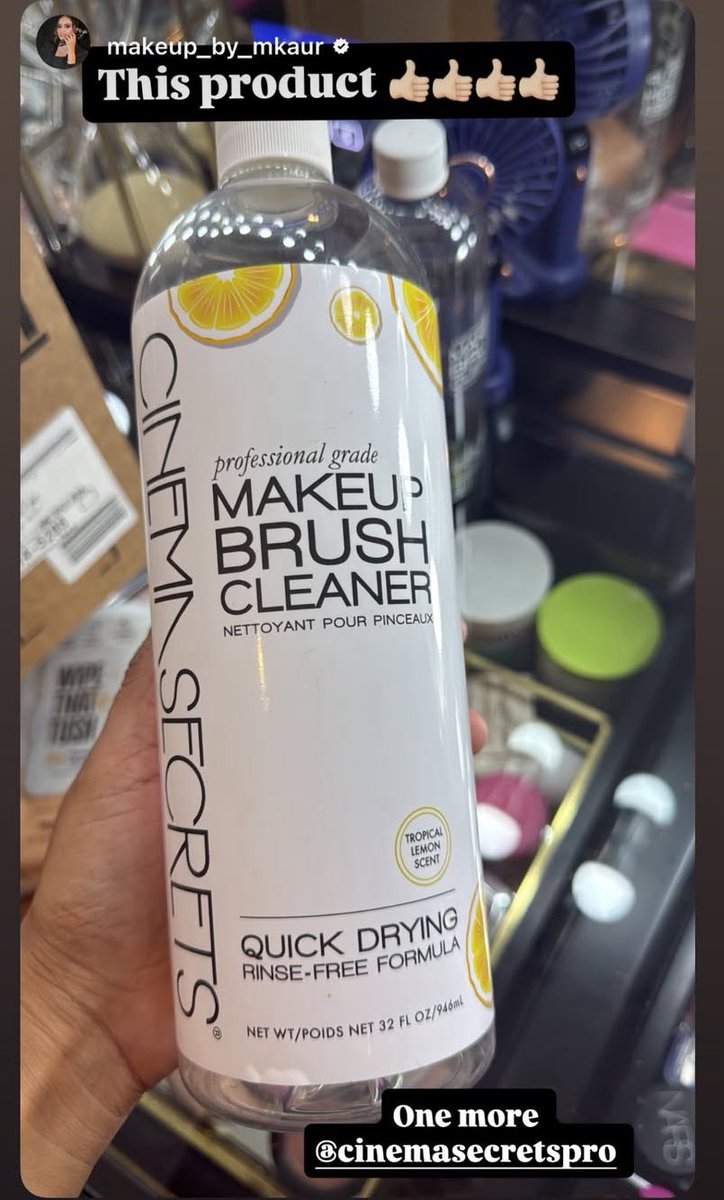 makeup_by_mkaur
This product 👍🏻👍🏻👍🏻👍🏻
CINEMA SECRETS®
professional grade
MAKEUP
BRUSH
CLEANER
NETTOYANT POUR PINCEAUX
TROPICAL
LEMON
SCENT
QUICK DRYING
RINSE-FREE FORMULA
NET WT/POIDS NET 32 FL OZ/946mL
WIPE
THAT
TUSH
NARS
One more
@cinemasecretspro